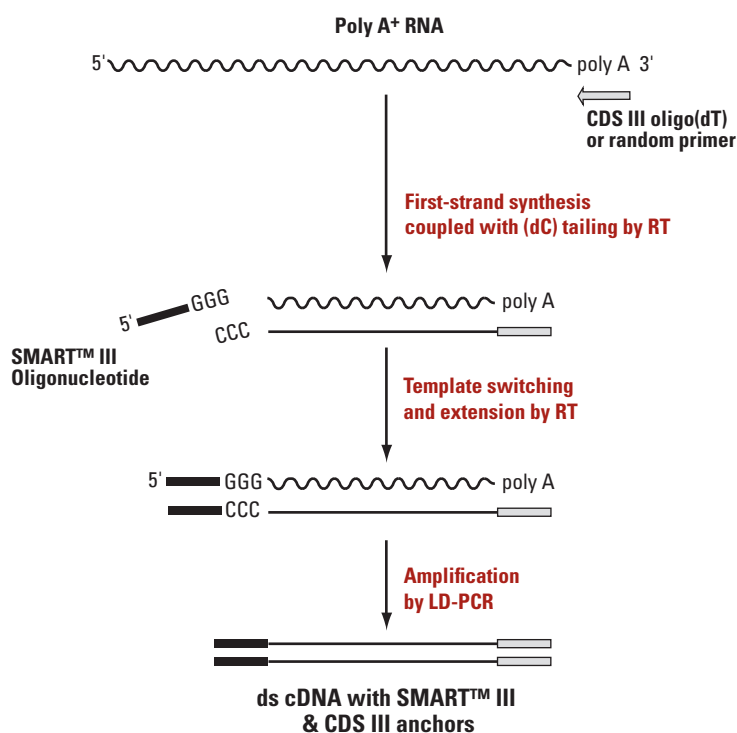 Poly A+ RNA
5' poly A 3'
CDS III oligo(dT)
or random primer
First-strand synthesis
coupled with (dC) tailing by RT
5' GGG poly A
CCC
SMART™ III
Oligonucleotide
Template switching
and extension by RT
5' GGG poly A
CCC
Amplification
by LD-PCR
ds cDNA with SMART™ III
& CDS III anchors